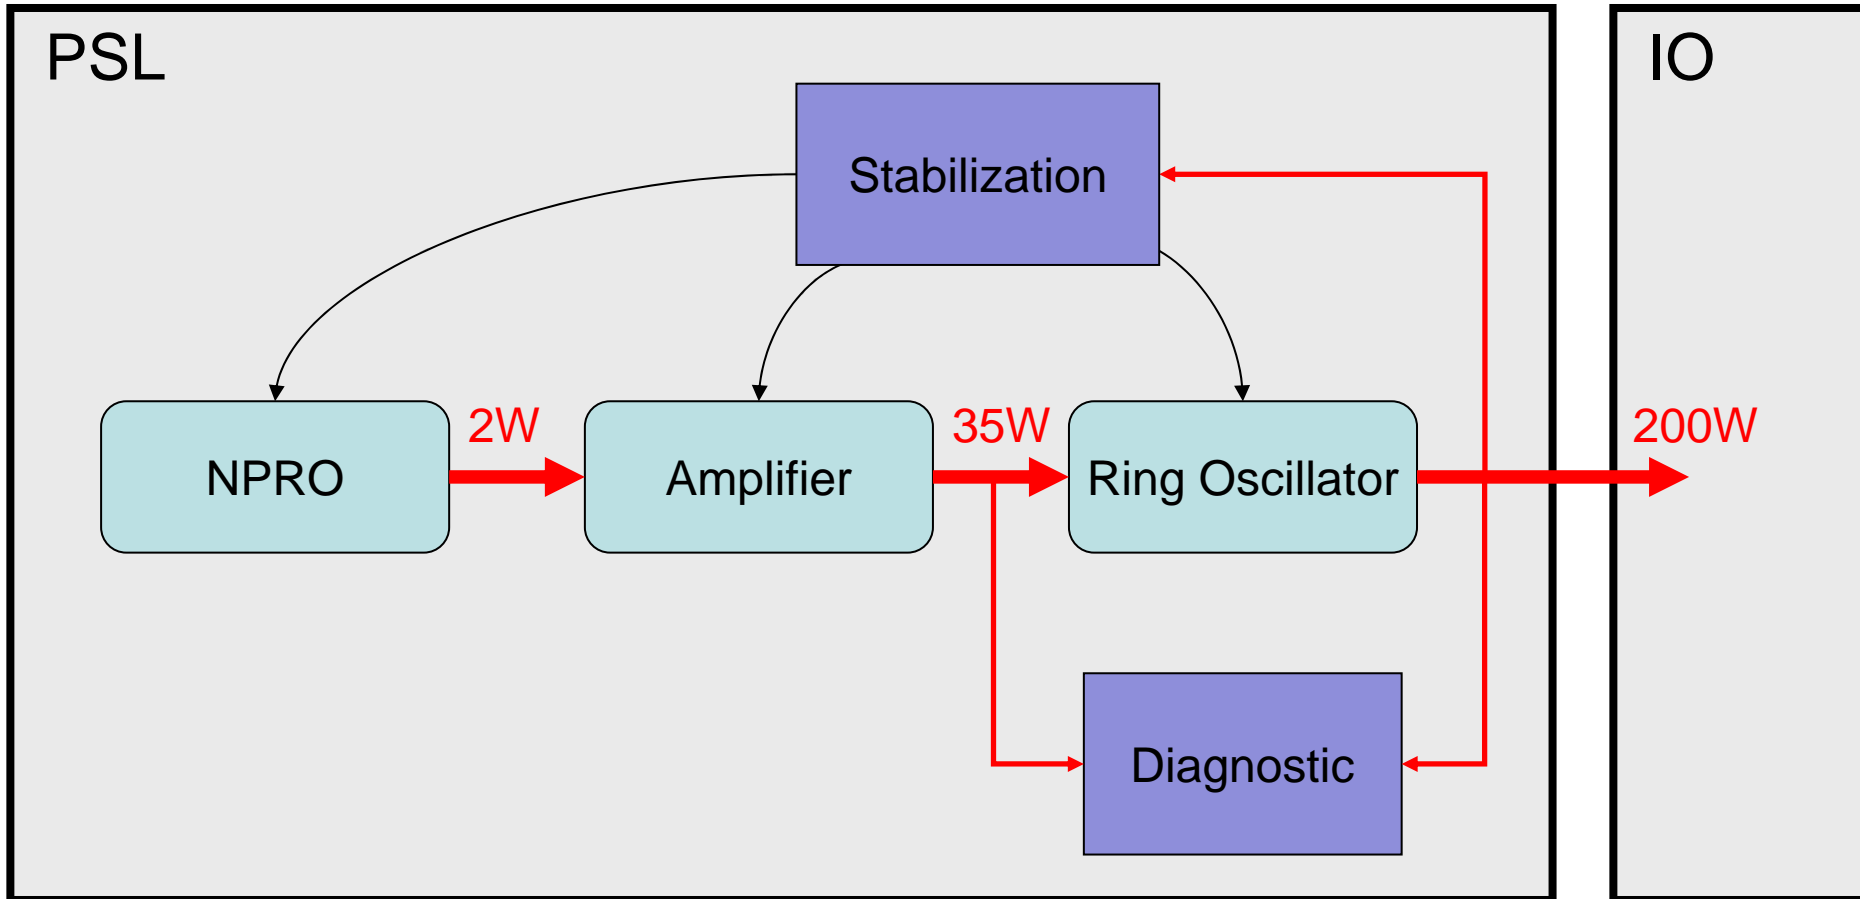 PSL
IO
Stabilization
2W
35W
200W
NPRO
Amplifier
Ring Oscillator
Diagnostic